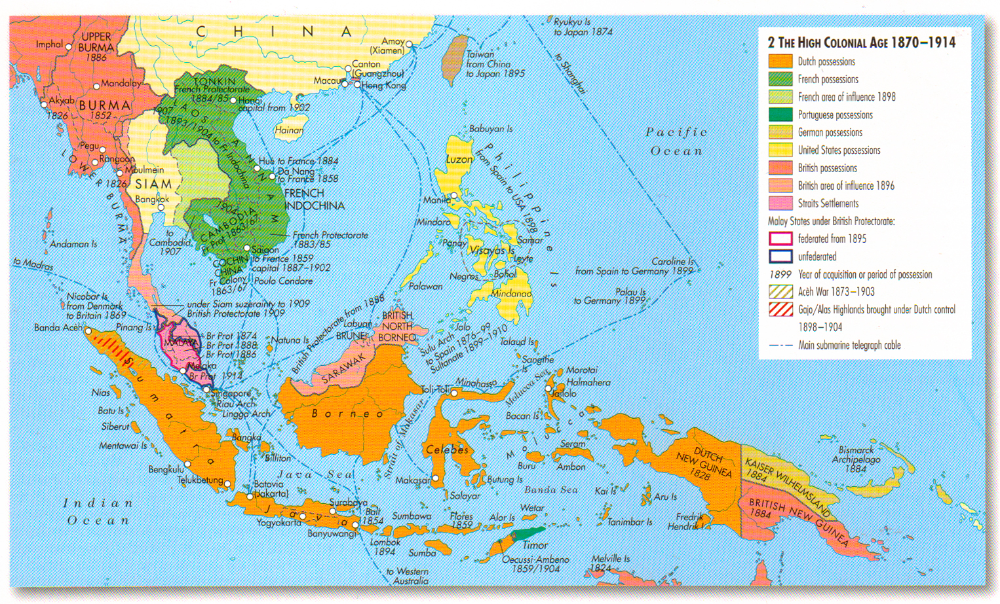 2 THE HIGH COLONIAL AGE 1870–1914
Dutch possessions
French possessions
French area of influence 1898
Portuguese possessions
German possessions
United States possessions
British possessions
British area of influence 1896
Straits Settlements
Malay States under British Protectorate:
federated from 1895
unfederated
1899 Year of acquisition or period of possession
Acèh War 1873–1903
Gajo/Alas Highlands brought under Dutch control
1898–1904
Main submarine telegraph cable
CHINA
Imphal
UPPER
BURMA
1886
Mandalay
Akyab
1826
BURMA
1852
Pegu
Rangoon
LOWER BURMA
Moulmein
1826
SIAM
Bangkok
TONKIN
French Protectorate
1884/85
Hanoi
capital from 1902
LAOS
1907
1893/1904 to Fr Indochina
ANNAM
Amoy
(Xiamen)
Canton
(Guangzhou)
Macau
Hong Kong
Hainan
Taiwan
from China
to Japan 1895
Ryukyu Is
to Japan 1874
to Shanghai
Pacific
Ocean
Hue to France 1884
Da Nang
to France 1858
FRENCH
INDOCHINA
1904
CAMBODIA
Fr Prot 1863/67
French Protectorate
1883/85
to
Cambodia
1907
Saigon
to France 1859
capital 1887–1902
COCHIN
CHINA
Fr Colony
1863/67
Poulo Condore
Babuyan Is
Luzon
Philippine Is
from Spain to USA 1898
Manila
Mindoro
Panay
Visayas Is
Samar
Leyte
Negros
Bohol
Palawan
Mindanao
Caroline Is
from Spain to Germany 1899
Palau Is
to Germany 1899
Andaman Is
to Madras
Nicobar Is
from Denmark
to Britain 1869
Banda Acèh
Pinang Is
under Siam suzerainty to 1909
British Protectorate 1909
MALAYA
Br Prot 1874
Br Prot 1888
Br Prot 1886
Melaka
Br Prot 1914
Singapore
Riau Arch
Lingga Arch
Natuna Is
British Protectorate from 1888
Labuan
BRUNEI
BRITISH
NORTH
BORNEO
SARAWAK
Jolo
Sulu Arch
to Spain 1876–99
Sultanate 1899–1910
Talaud Is
Sangihe
Is
Morotai
Halmahera
Jailolo
Minahassa
Molucca Sea
Toli-Toli
Borneo
Strait of Makasar
Sumatra
Nias
Batu Is
Siberut
Mentawai Is
Bengkulu
Telukbetung
Bangka
Billiton
Java Sea
Batavia
(Jakarta)
Java
Surabaya
Yogyakarta
Banyuwangi
Bali
1854
Lombok
1894
Sumbawa
Sumba
Flores
1859
Alor Is
Wetar
Timor
Oecussi-Ambeno
1859/1904
Celebes
Makasar
Salayar
Butung Is
Bacan Is
Moluccas
Buru
Seram
Ambon
Banda Sea
Kai Is
Aru Is
Tanimbar Is
Fredrik
Hendrik I
DUTCH
NEW GUINEA
1828
KAISER WILHELMSLAND
1884
BRITISH NEW GUINEA
1884
Bismarck
Archipelago
1884
Melville Is
1824
to Western
Australia
Indian
Ocean